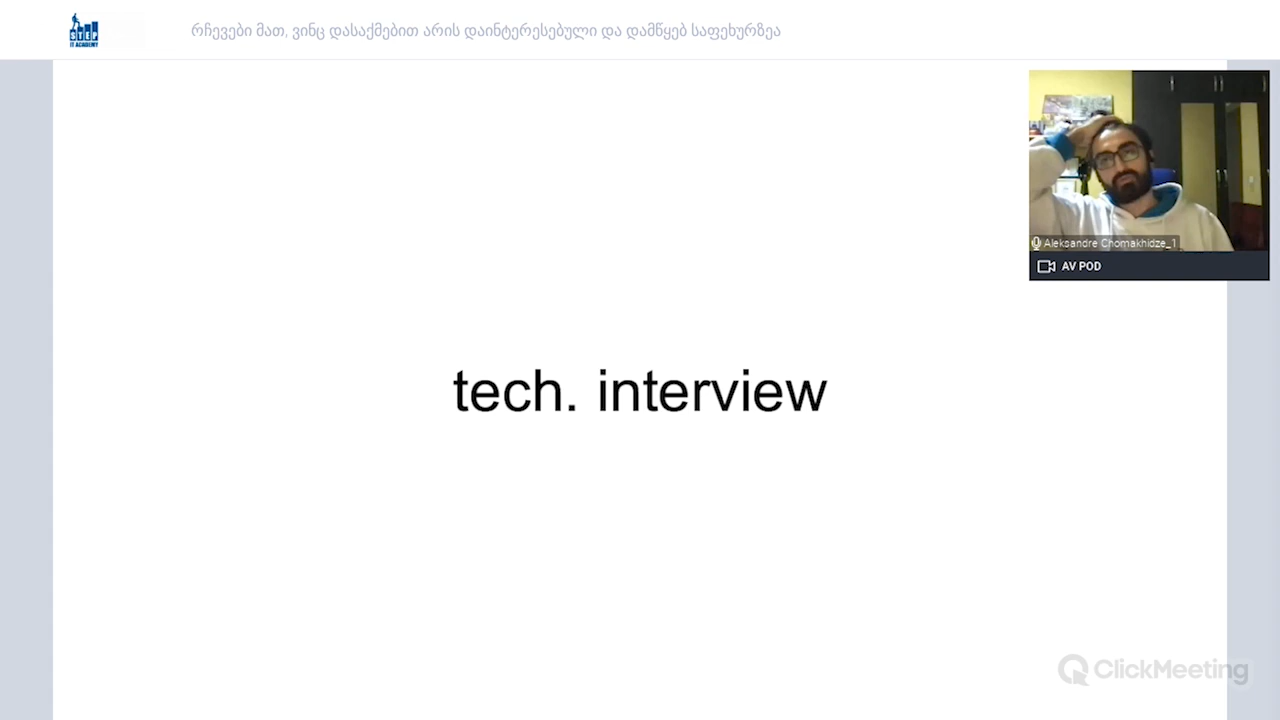 STEP
IT ACADEMY
რჩევები მათ, ვინც დასაქმებით არის დაინტერესებული და დამწყებ საფეხურზეა
Aleksandre Chomakhidze_1
AV POD
tech. interview
ClickMeeting